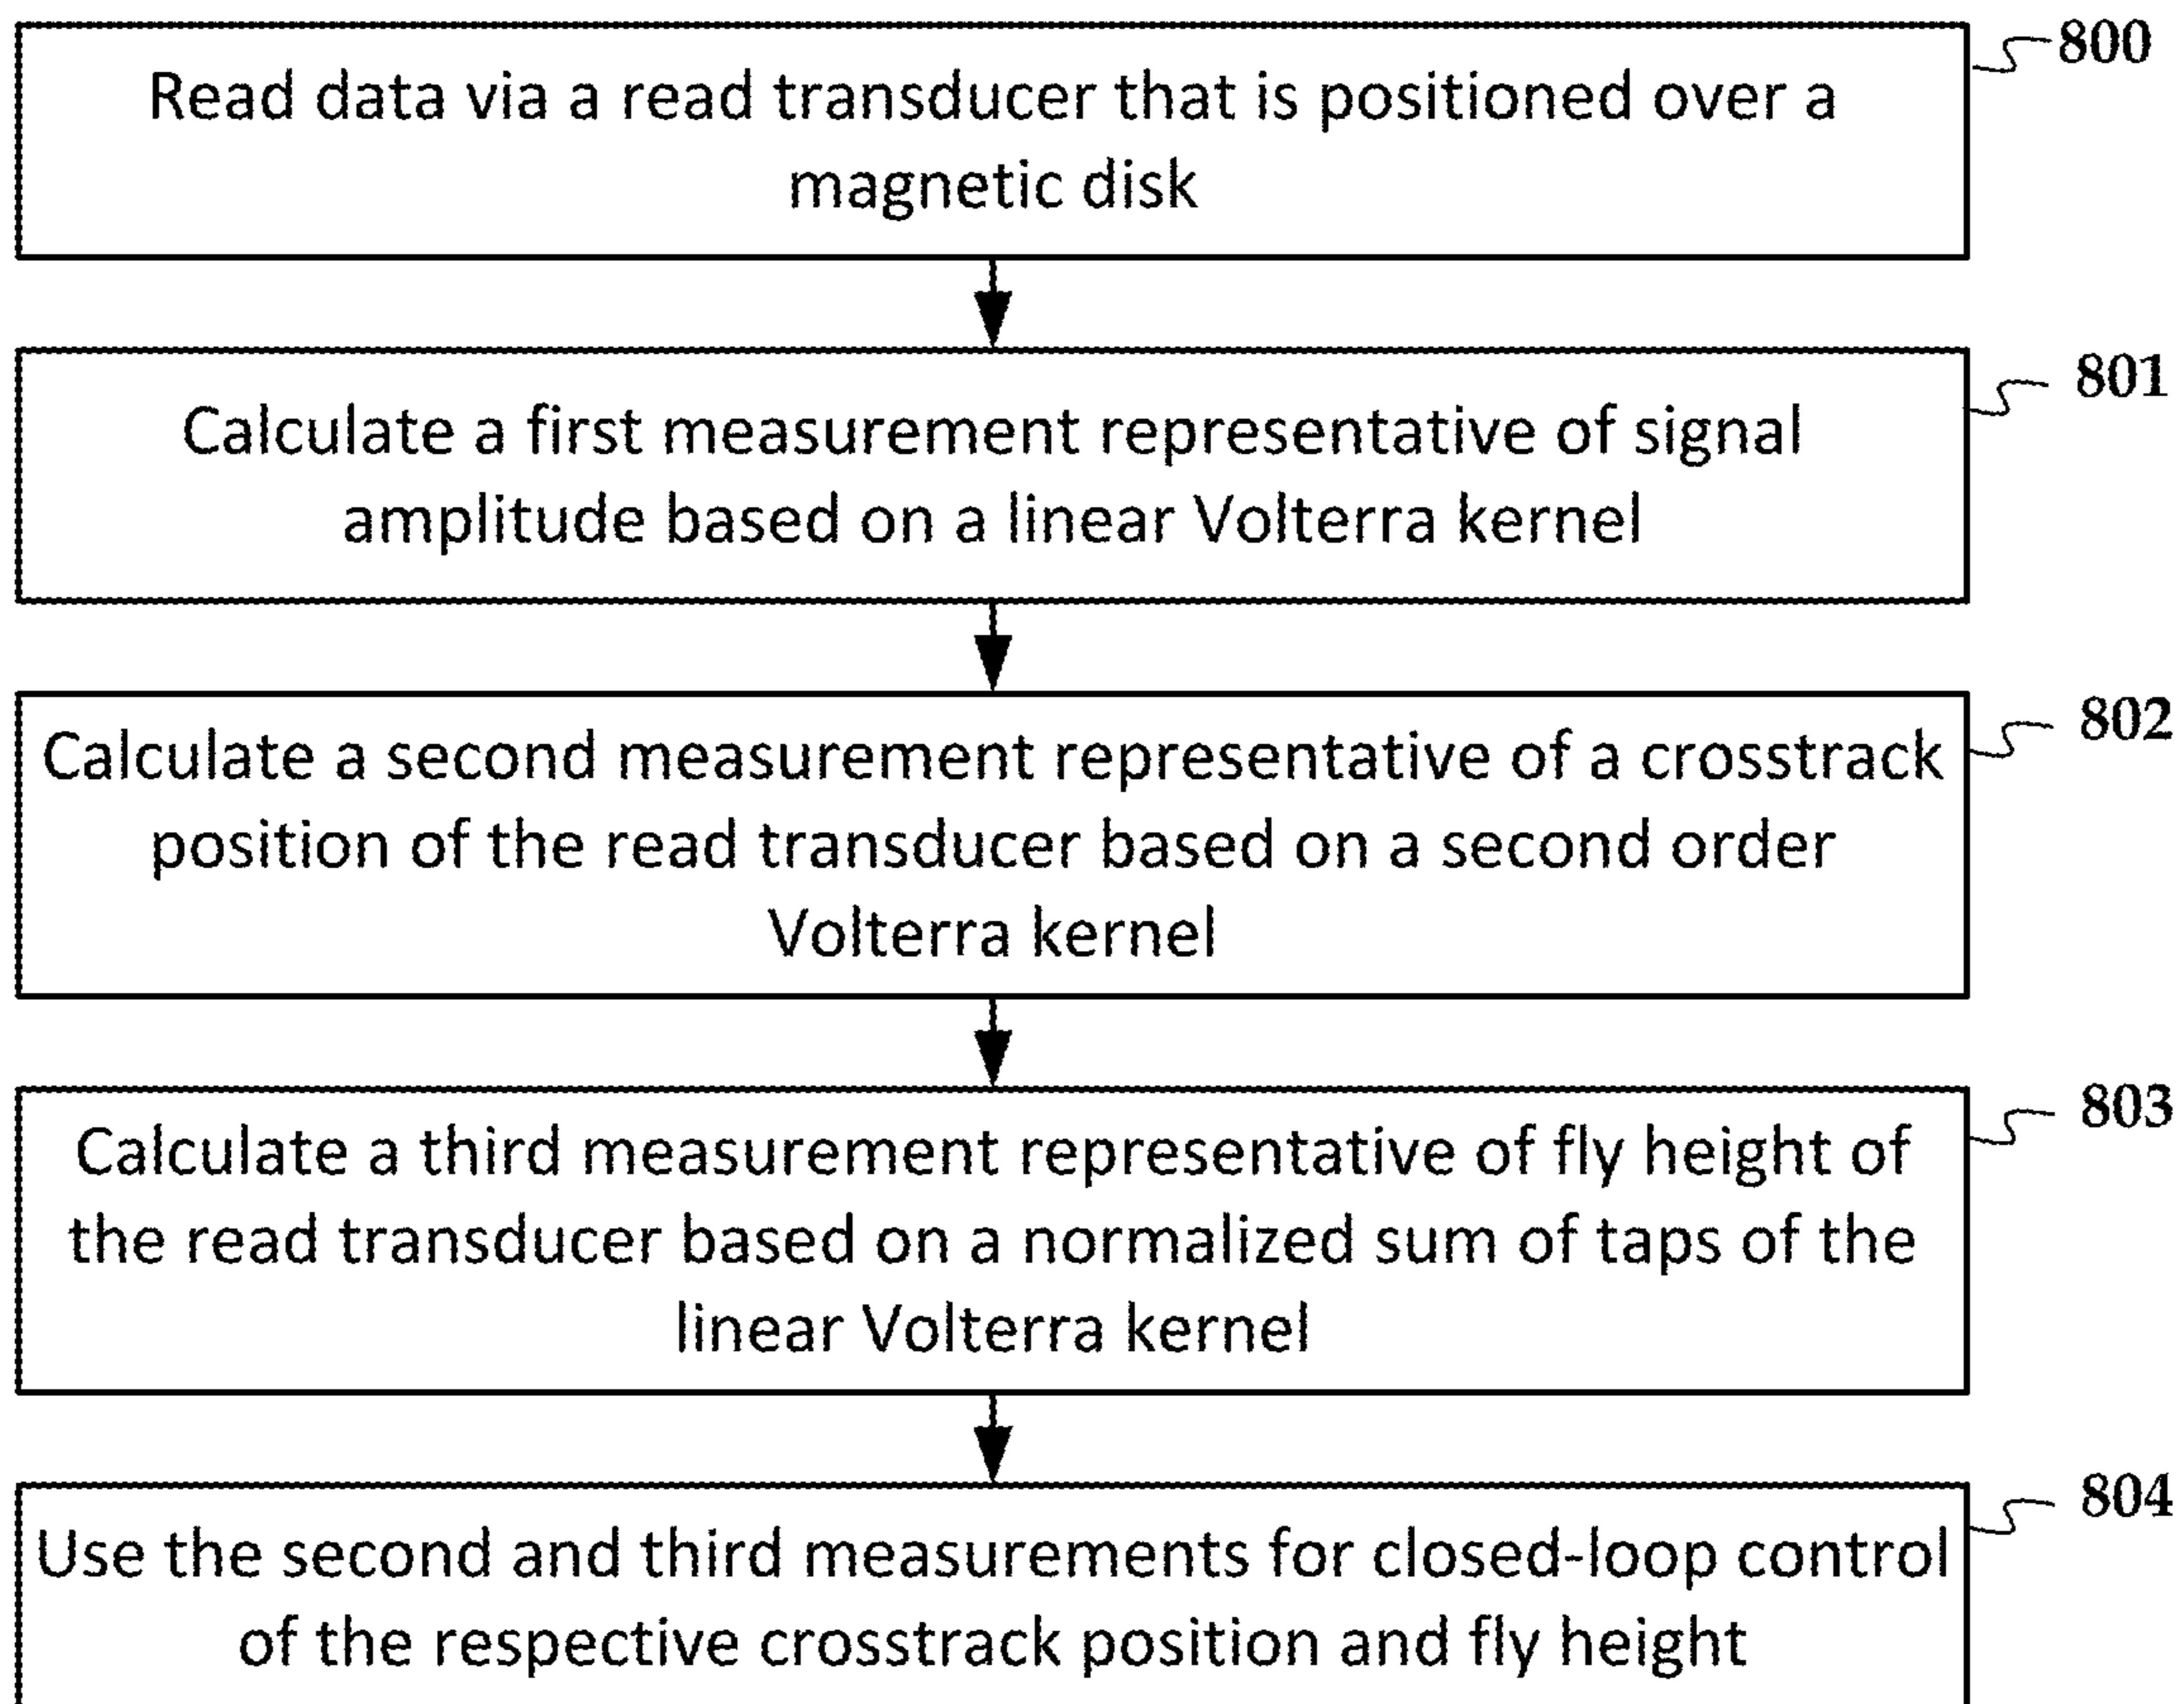 800
Read data via a read transducer that is positioned over a
magnetic disk
801
Calculate a first measurement representative of signal
amplitude based on a linear Volterra kernel
802
Calculate a second measurement representative of a crosstrack
position of the read transducer based on a second order
Volterra kernel
803
Calculate a third measurement representative of fly height of
the read transducer based on a normalized sum of taps of the
linear Volterra kernel
804
Use the second and third measurements for closed-loop control
of the respective crosstrack position and fly height